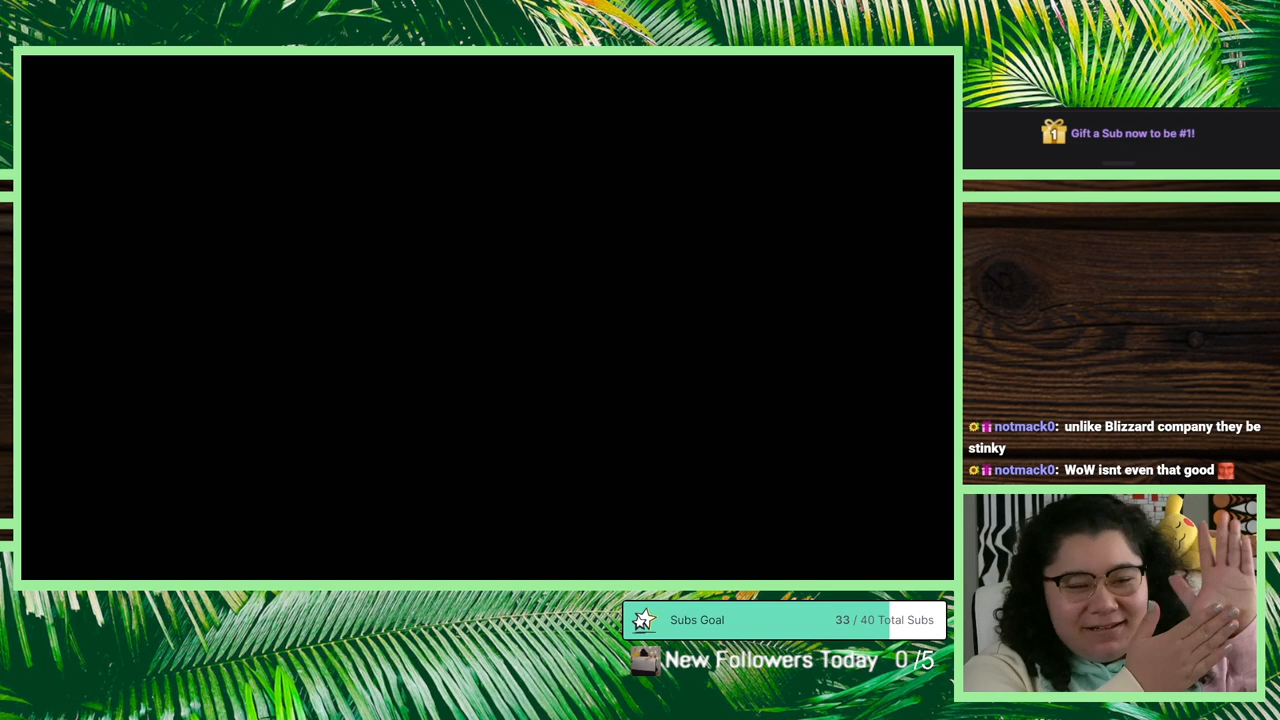 1 Gift a Sub now to be #1!
notmack0: unlike Blizzard company they be
stinky
notmack0: WoW isnt even that good
Subs Goal 33 / 40 Total Subs
New Followers Today 0 /5